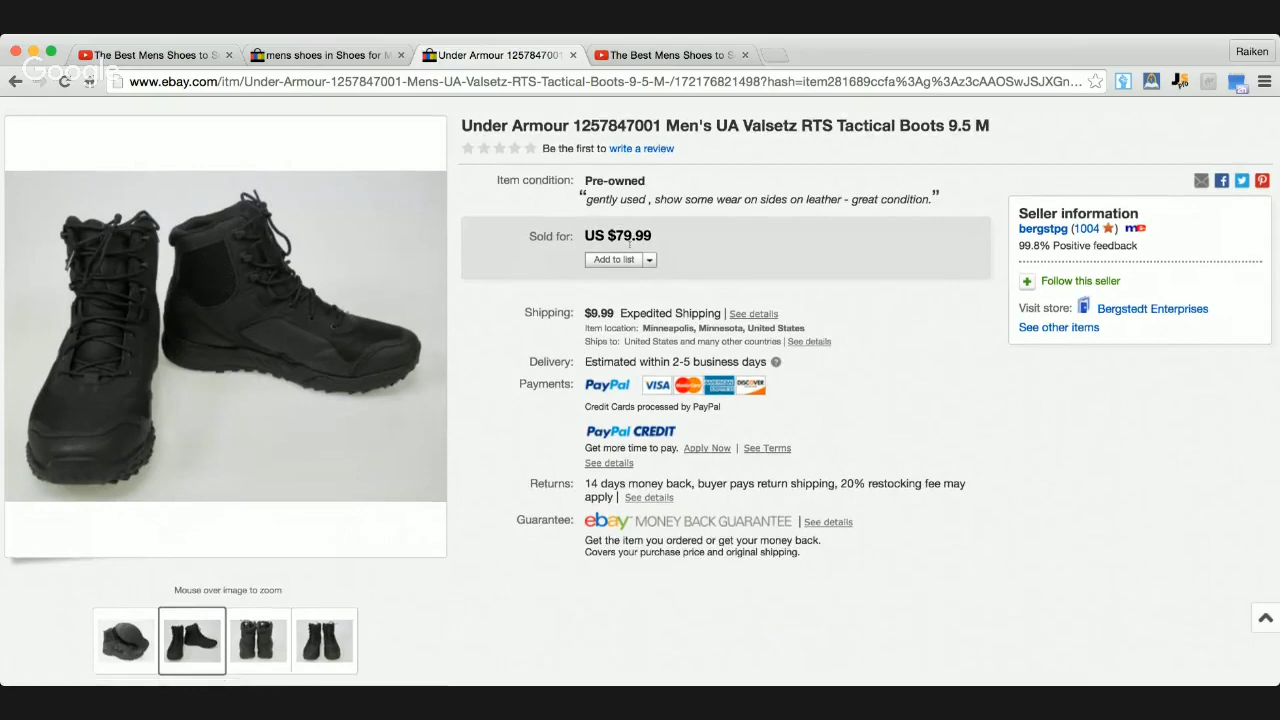 The Best Mens Shoes to S
mens shoes in Shoes for M
Under Armour 1257847001
The Best Mens Shoes to S
Raiken
Google
www.ebay.com/itm/Under-Armour-1257847001-Mens-UA-Valsetz-RTS-Tactical-Boots-9-5-M-/172176821498?hash=item281689ccfa%3Ag%3Az3cAAOSwJSJXGn...
Under Armour 1257847001 Men's UA Valsetz RTS Tactical Boots 9.5 M
Be the first to write a review
Item condition: Pre-owned
“gently used , show some wear on sides on leather - great condition.”
Sold for: US $79.99
Add to list
Shipping: $9.99 Expedited Shipping | See details
Item location: Minneapolis, Minnesota, United States
Ships to: United States and many other countries | See details
Delivery: Estimated within 2-5 business days ?
Payments: PayPal VISA MasterCard AMERICAN EXPRESS DISCOVER
Credit Cards processed by PayPal
PayPal CREDIT
Get more time to pay. Apply Now | See Terms
See details
Returns: 14 days money back, buyer pays return shipping, 20% restocking fee may
apply | See details
Guarantee: ebay MONEY BACK GUARANTEE | See details
Get the item you ordered or get your money back.
Covers your purchase price and original shipping.
Seller information
bergstpg (1004 ) me
99.8% Positive feedback
Follow this seller
Visit store: Bergstedt Enterprises
See other items
Mouse over image to zoom